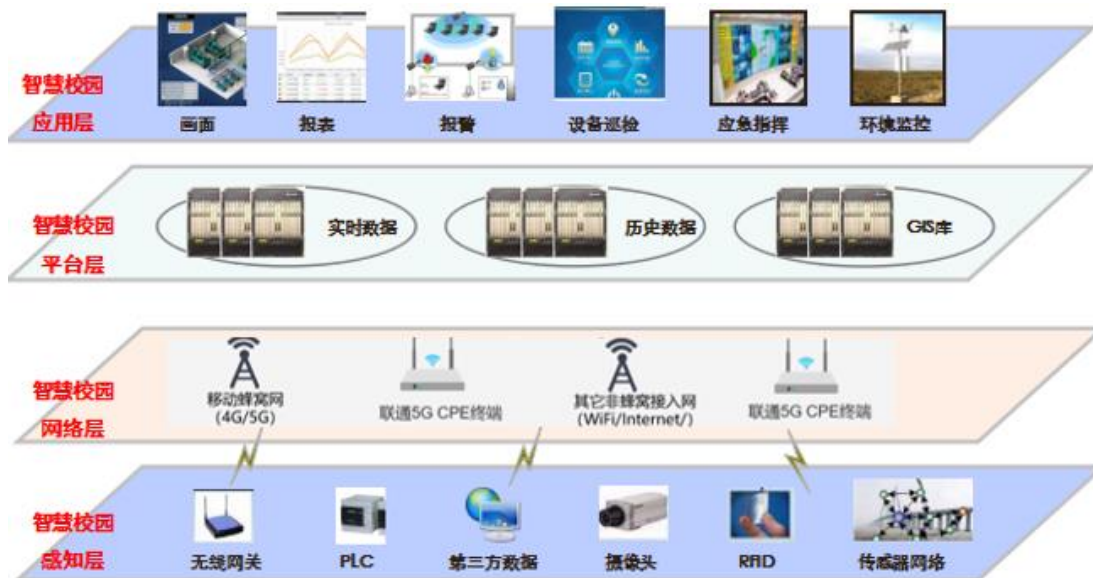 智慧校园
应用层
画面
报表
报警
设备巡检
应急指挥
环境监控
智慧校园
平台层
实时数据
历史数据
GIS库
智慧校园
网络层
移动蜂窝网
(4G/5G)
联通5G CPE终端
其它非蜂窝接入网
(WiFi/Internet/)
联通5G CPE终端
智慧校园
感知层
无线网关
PLC
第三方数据
摄像头
RFID
传感器网络